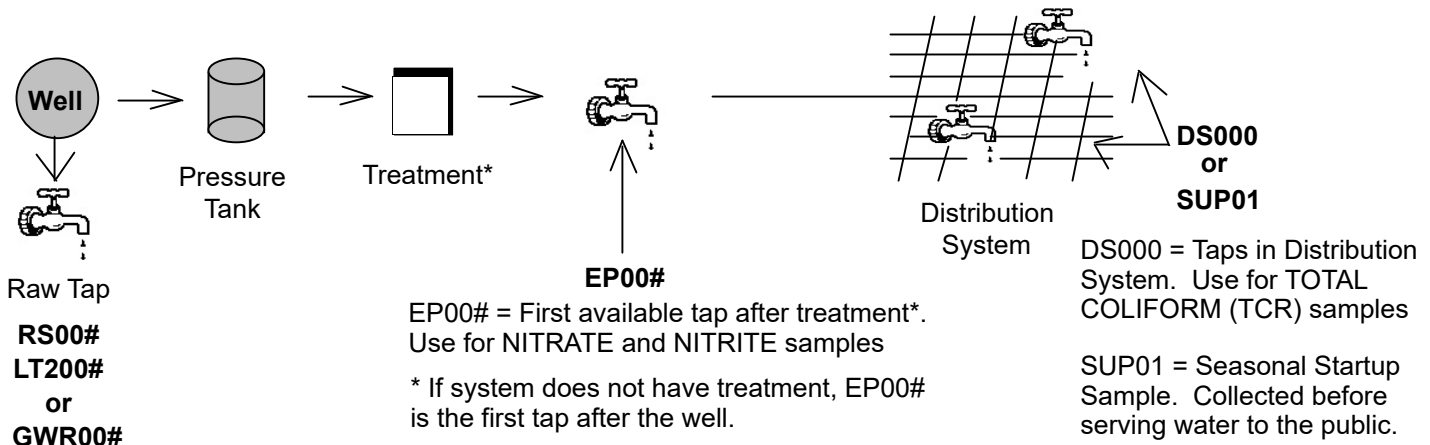 Well
Pressure
Tank
Treatment*
Raw Tap
RS00#
LT200#
or
GWR00#
EP00#
EP00# = First available tap after treatment*.
Use for NITRATE and NITRITE samples
* If system does not have treatment, EP00#
is the first tap after the well.
Distribution
System
DS000
or
SUP01
DS000 = Taps in Distribution
System.  Use for TOTAL
COLIFORM (TCR) samples
SUP01 = Seasonal Startup
Sample.  Collected before
serving water to the public.